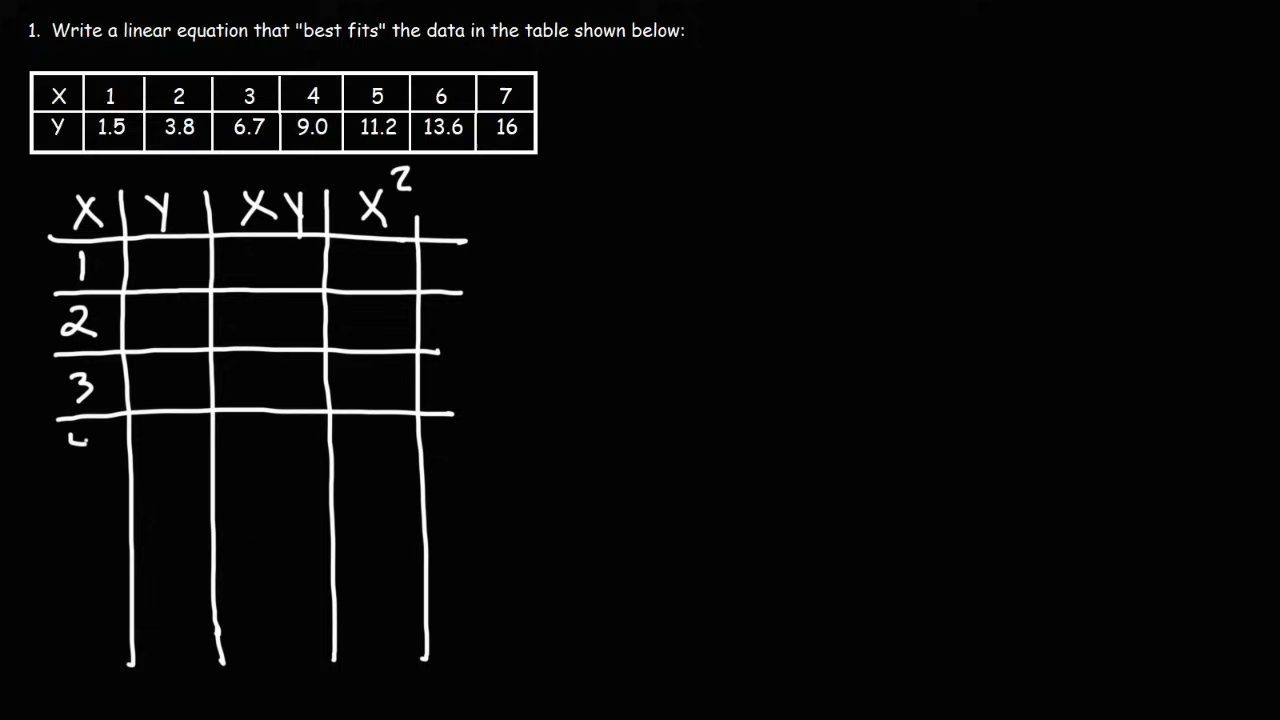 1. Write a linear equation that "best fits" the data in the table shown below:
X 1 2 3 4 5 6 7
Y 1.5 3.8 6.7 9.0 11.2 13.6 16
X Y XY X²
1
2
3